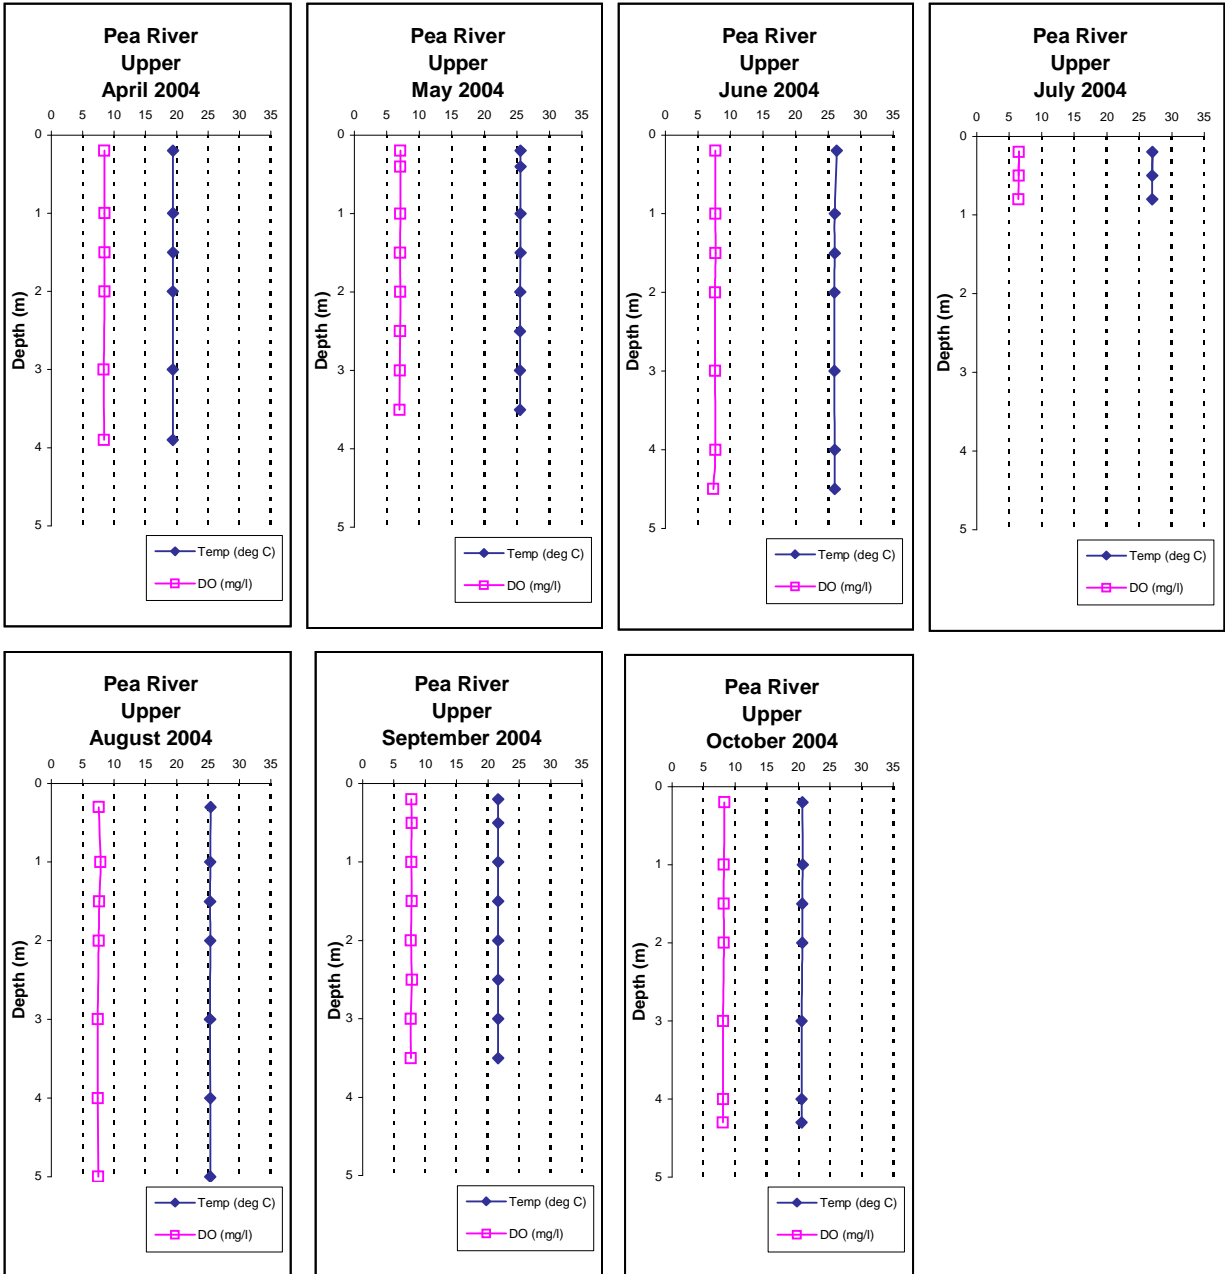 Pea River
Upper
April 2004
0 5 10 15 20 25 30 35
0
1
2
3
4
5
Depth (m)
Temp (deg C)
DO (mg/l)
Pea River
Upper
May 2004
0 5 10 15 20 25 30 35
0
1
2
3
4
5
Depth (m)
Temp (deg C)
DO (mg/l)
Pea River
Upper
June 2004
0 5 10 15 20 25 30 35
0
1
2
3
4
5
Depth (m)
Temp (deg C)
DO (mg/l)
Pea River
Upper
July 2004
0 5 10 15 20 25 30 35
0
1
2
3
4
5
Depth (m)
Temp (deg C)
DO (mg/l)
Pea River
Upper
August 2004
0 5 10 15 20 25 30 35
0
1
2
3
4
5
Depth (m)
Temp (deg C)
DO (mg/l)
Pea River
Upper
September 2004
0 5 10 15 20 25 30 35
0
1
2
3
4
5
Depth (m)
Temp (deg C)
DO (mg/l)
Pea River
Upper
October 2004
0 5 10 15 20 25 30 35
0
1
2
3
4
5
Depth (m)
Temp (deg C)
DO (mg/l)